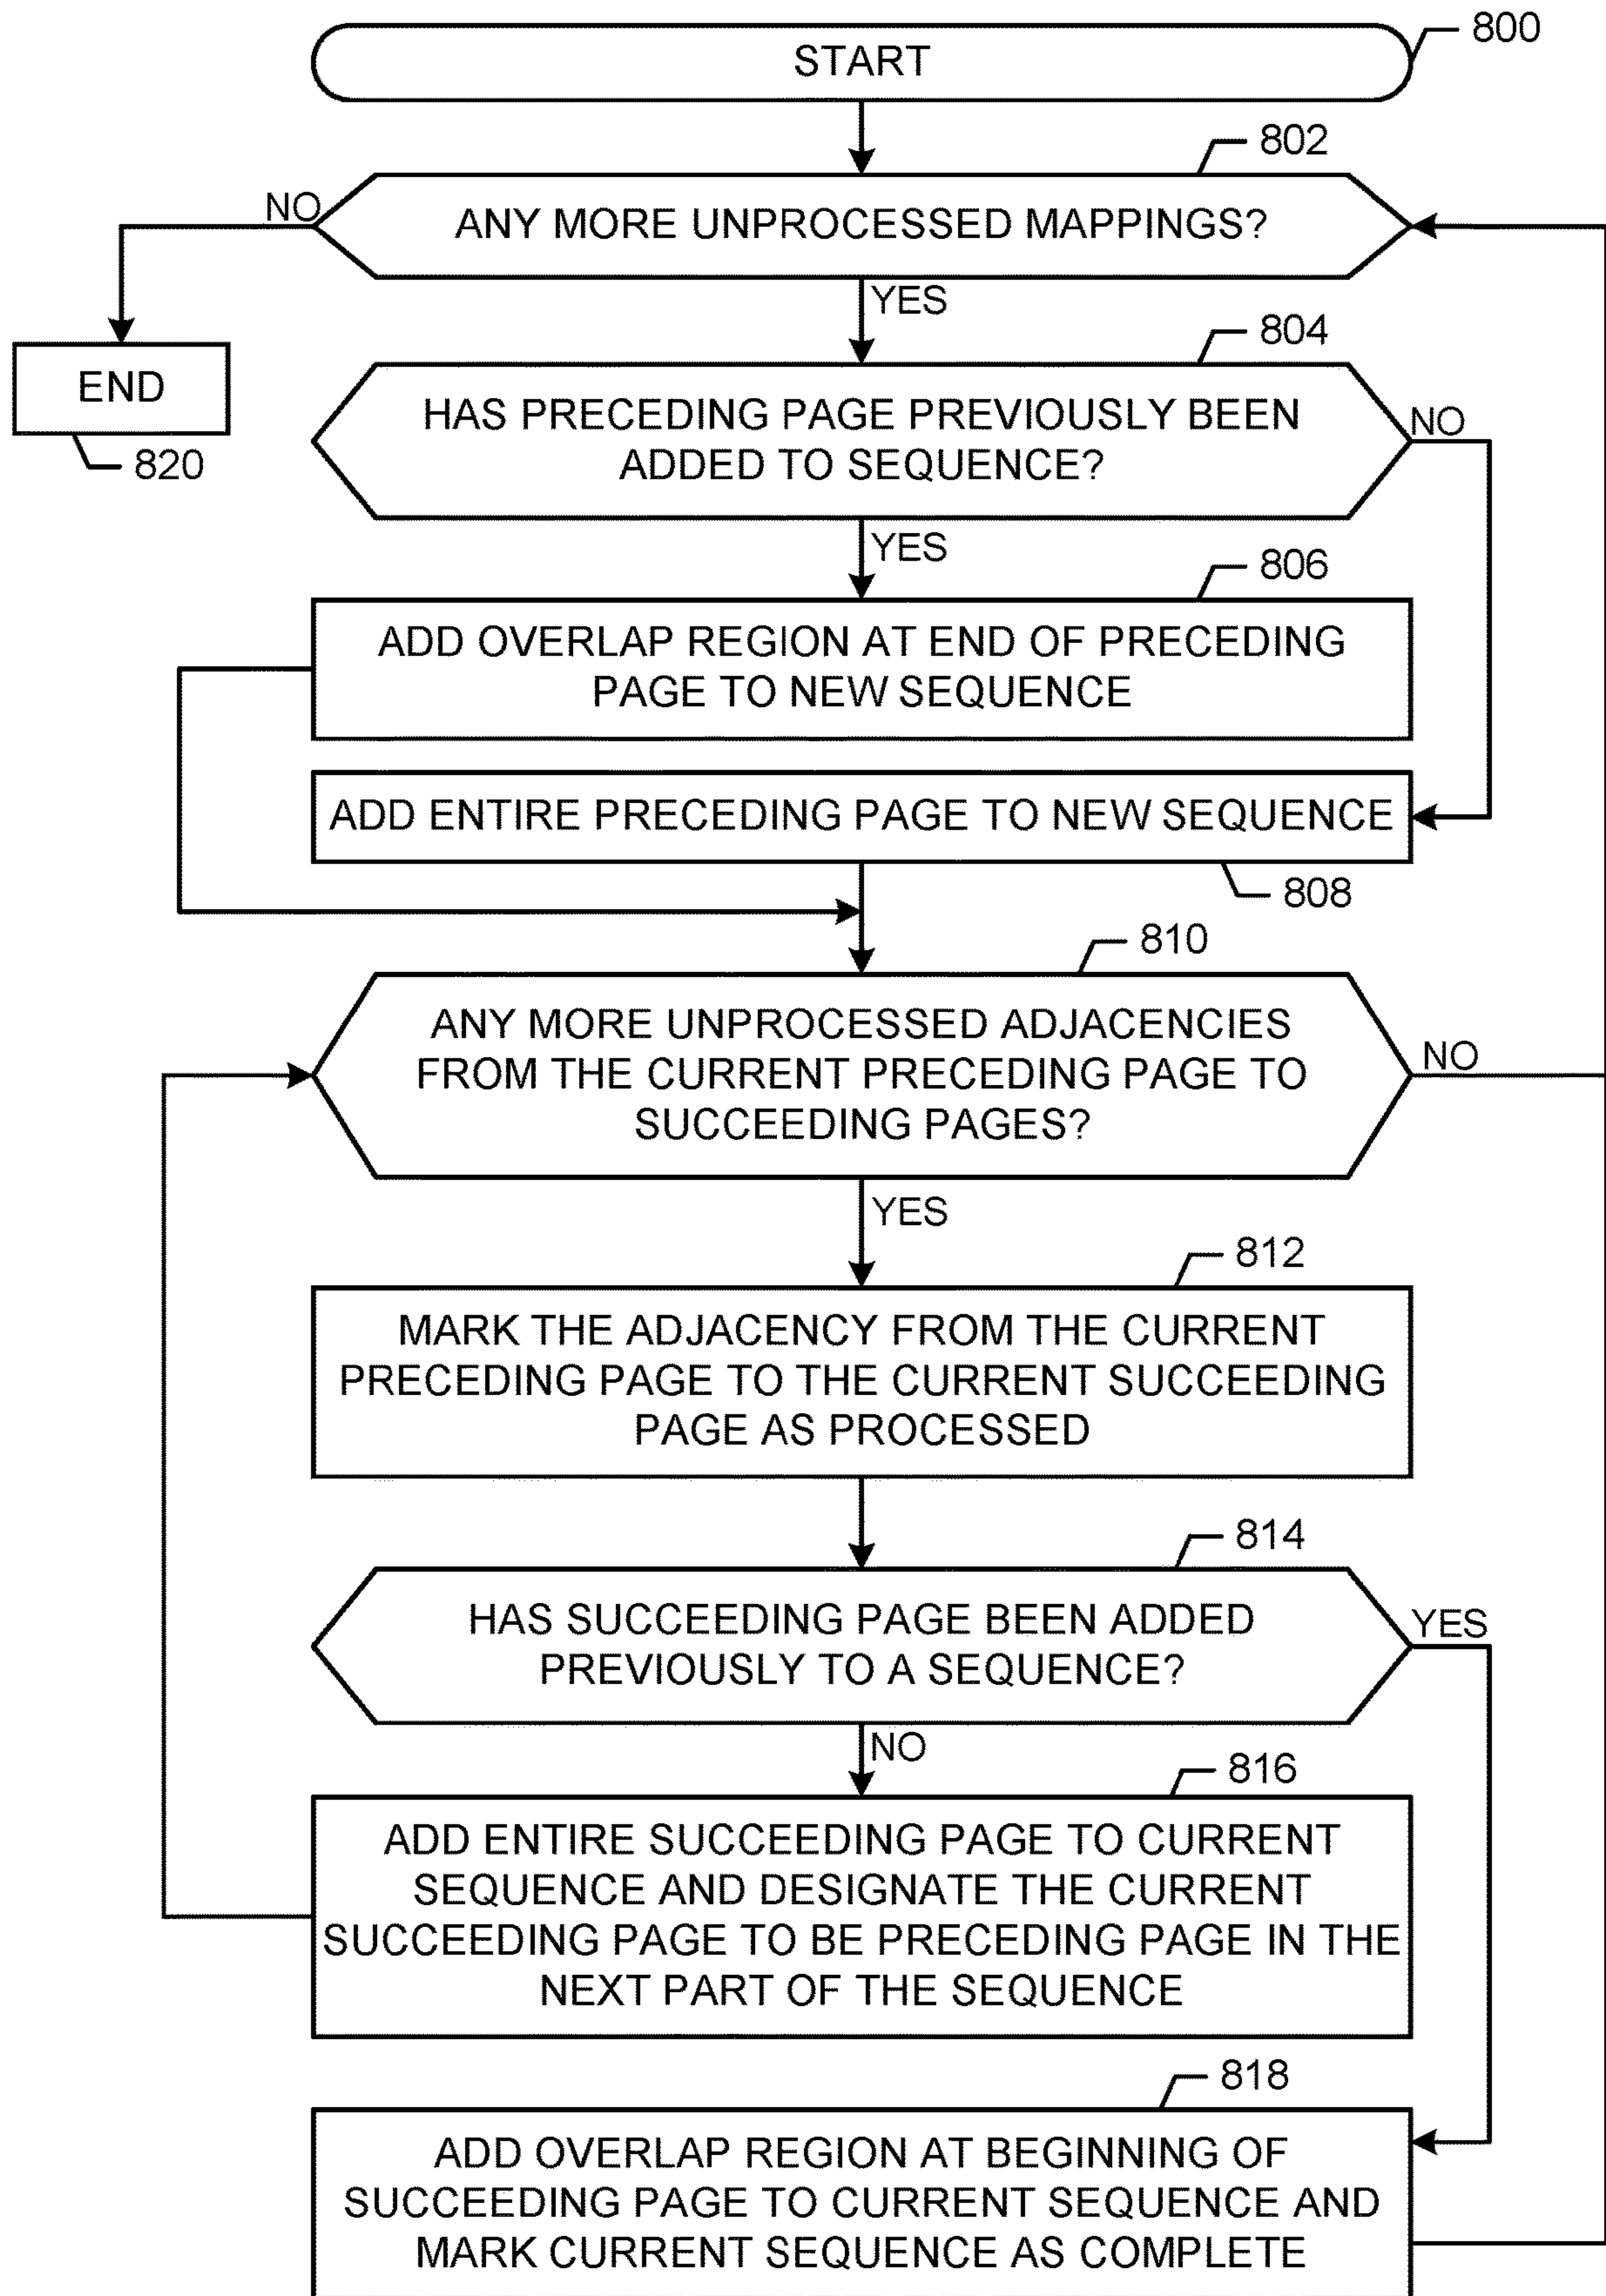 START
800
802
NO
ANY MORE UNPROCESSED MAPPINGS?
YES
804
END
820
HAS PRECEDING PAGE PREVIOUSLY BEEN
ADDED TO SEQUENCE?
NO
YES
806
ADD OVERLAP REGION AT END OF PRECEDING
PAGE TO NEW SEQUENCE
ADD ENTIRE PRECEDING PAGE TO NEW SEQUENCE
808
810
ANY MORE UNPROCESSED ADJACENCIES
FROM THE CURRENT PRECEDING PAGE TO
SUCCEEDING PAGES?
NO
YES
812
MARK THE ADJACENCY FROM THE CURRENT
PRECEDING PAGE TO THE CURRENT SUCCEEDING
PAGE AS PROCESSED
814
HAS SUCCEEDING PAGE BEEN ADDED
PREVIOUSLY TO A SEQUENCE?
YES
NO
816
ADD ENTIRE SUCCEEDING PAGE TO CURRENT
SEQUENCE AND DESIGNATE THE CURRENT
SUCCEEDING PAGE TO BE PRECEDING PAGE IN THE
NEXT PART OF THE SEQUENCE
818
ADD OVERLAP REGION AT BEGINNING OF
SUCCEEDING PAGE TO CURRENT SEQUENCE AND
MARK CURRENT SEQUENCE AS COMPLETE